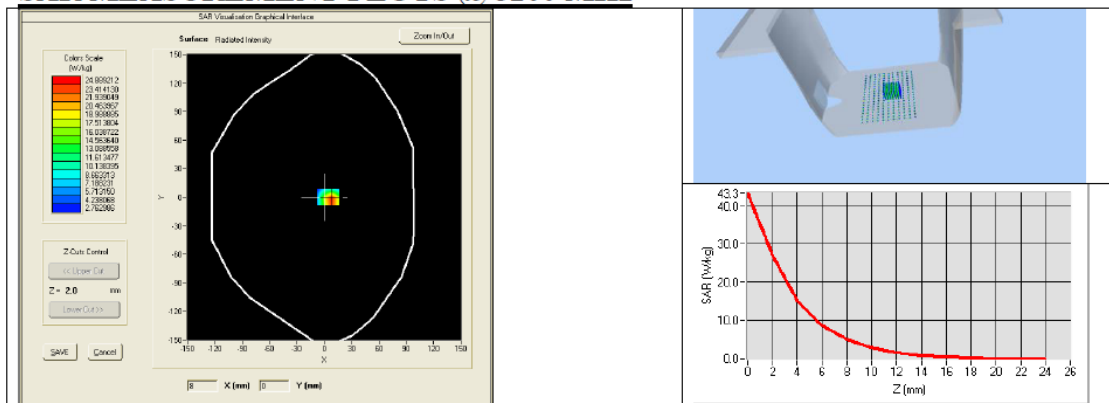 SAR Visualisation Graphical Interface
Surface Radiated Intensity
Zoom In/Out
Colors Scale
(W/kg)
24.889212
23.414130
21.939049
20.463967
18.988885
17.513804
16.038722
14.563640
13.088558
11.613477
10.138395
8.663313
7.188231
5.713150
4.238068
2.762986
Z-Cuts Control
<< Upper Cut
Z = 2.0 mm
Lower Cut >>
SAVE Cancel
150-
120-
90-
60-
30-
Y 0-
-30-
-60-
-90-
-120-
-150-
-150 -120 -90 -60 -30 0 30 60 90 120 150
X
8 X (mm) 0 Y (mm)
43.3-
40.0-
30.0-
20.0-
10.0-
0.0-
SAR (W/kg)
0 2 4 6 8 10 12 14 16 18 20 22 24 26
Z (mm)